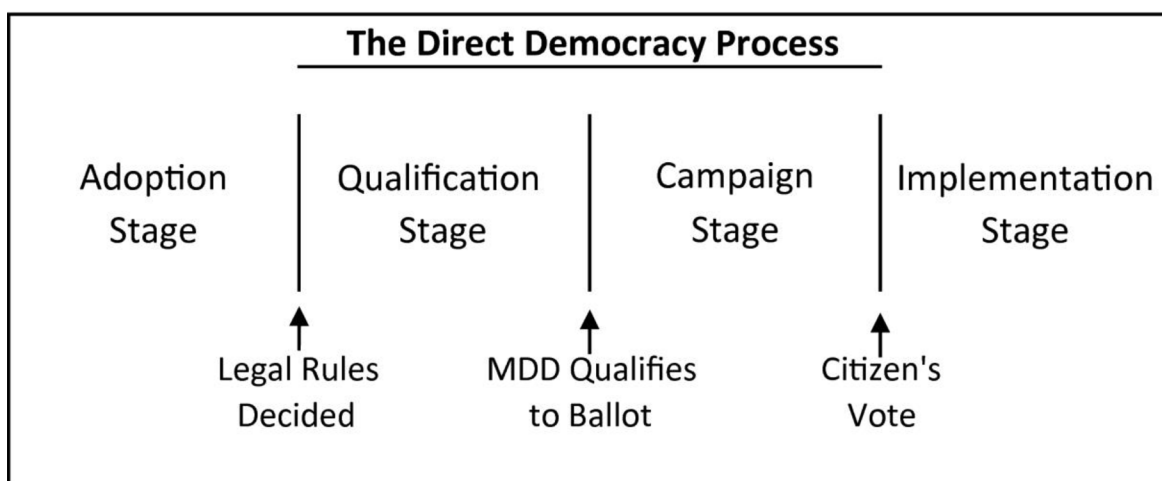 The Direct Democracy Process
Adoption
Stage
Qualification
Stage
Campaign
Stage
Implementation
Stage
Legal Rules
Decided
MDD Qualifies
to Ballot
Citizen's
Vote